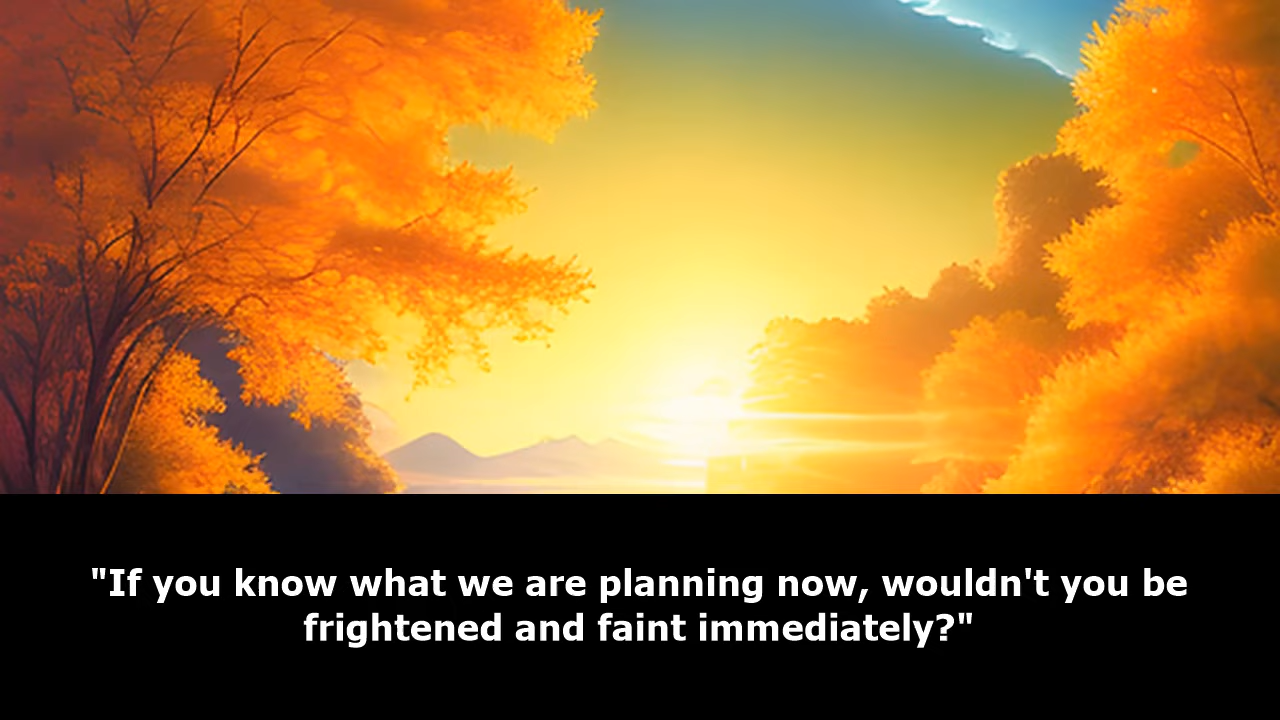 "If you know what we are planning now, wouldn't you be
frightened and faint immediately?"